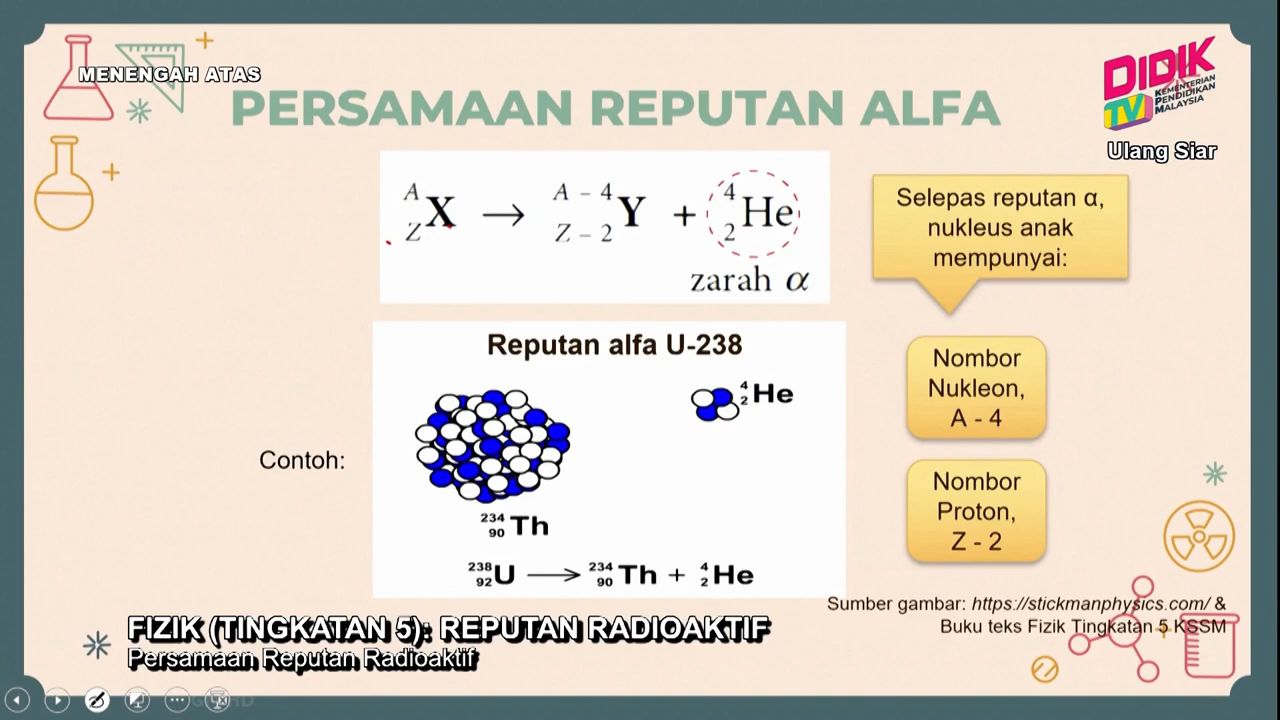 MENENGAH ATAS
PERSAMAAN REPUTAN ALFA
DIDIK
TV
KEMENTERIAN
PENDIDIKAN
MALAYSIA
Ulang Siar
A
Z X → A – 4
Z – 2 Y + 4
2 He
zarah α
Selepas reputan α,
nukleus anak
mempunyai:
Reputan alfa U-238
4
2 He
Nombor
Nukleon,
A - 4
Contoh:
Nombor
Proton,
Z - 2
234
90 Th
238
92 U → 234
90 Th + 4
2 He
Sumber gambar: https://stickmanphysics.com/ &
Buku teks Fizik Tingkatan 5 KSSM
FIZIK (TINGKATAN 5): REPUTAN RADIOAKTIF
Persamaan Reputan Radioaktif